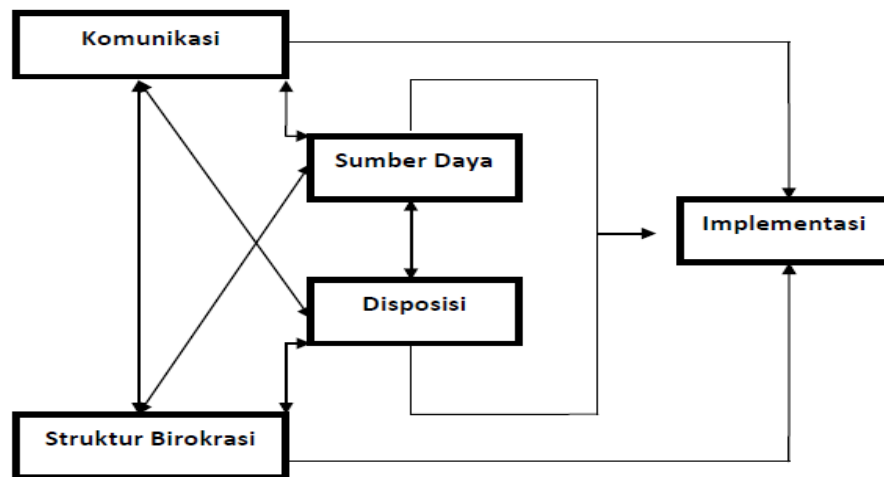 Komunikasi
Sumber Daya
Implementasi
Disposisi
Struktur Birokrasi